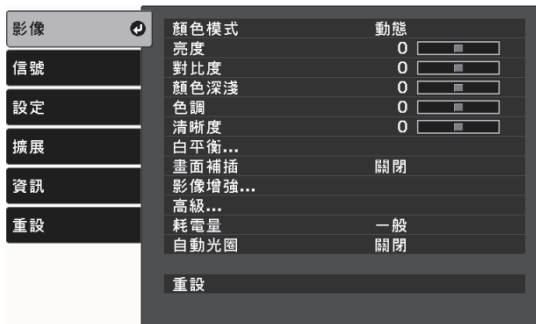 影像
信號
設定
擴展
資訊
重設
顏色模式 動態
亮度 0
對比度 0
顏色深淺 0
色調 0
清晰度 0
白平衡...
畫面補插 關閉
影像增強...
高級...
耗電量 一般
自動光圈 關閉
重設